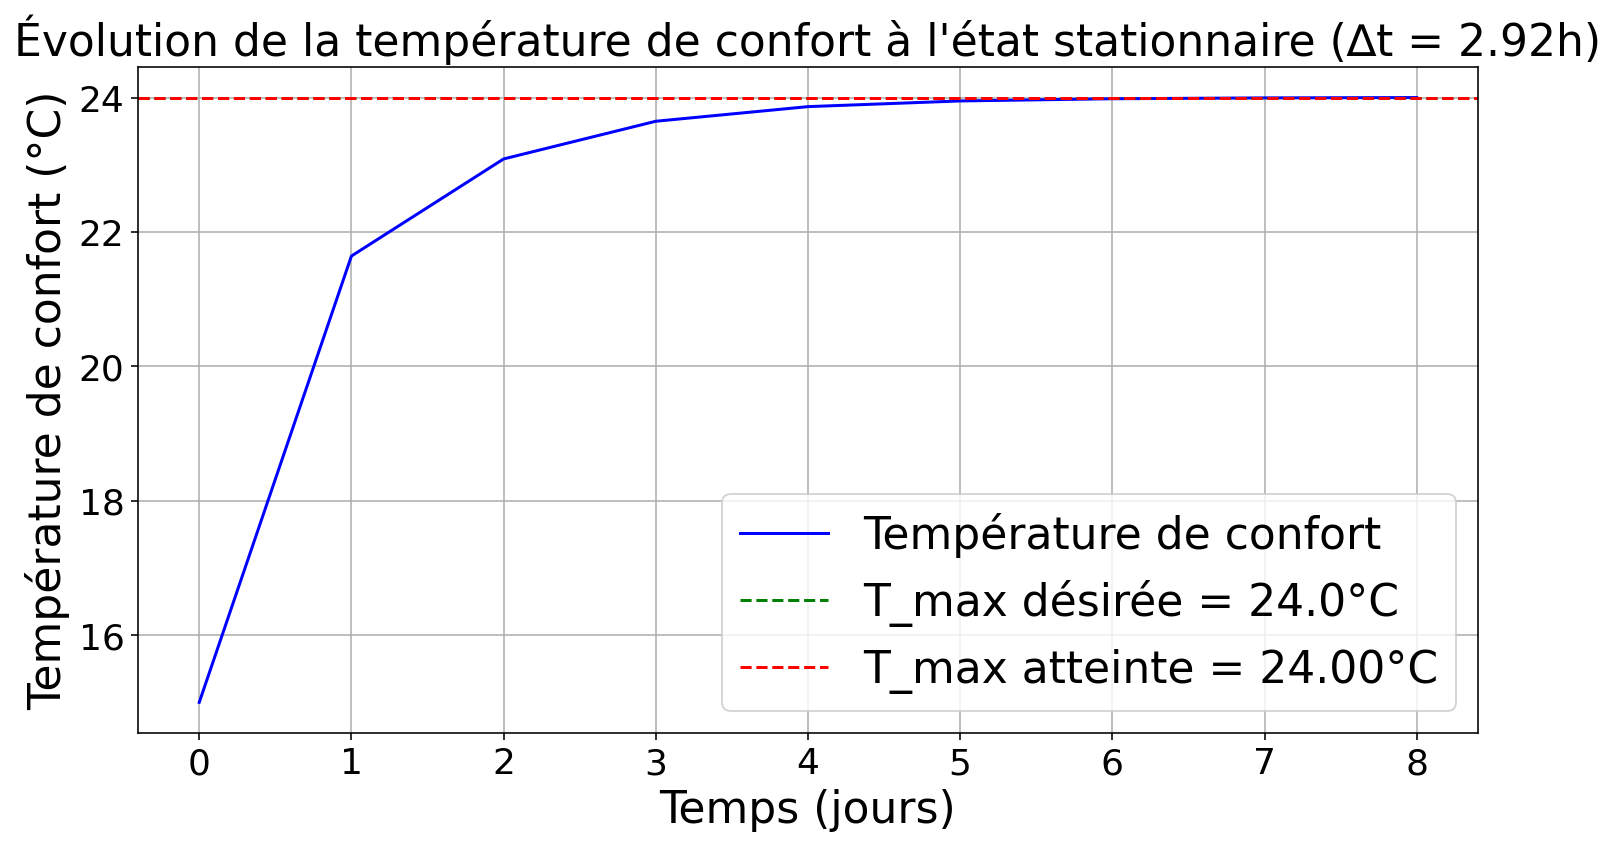 Évolution de la température de confort à l'état stationnaire (Δt = 2.92h)
Température de confort (°C)
24
22
20
18
16
Température de confort
T_max désirée = 24.0°C
T_max atteinte = 24.00°C
0 1 2 3 4 5 6 7 8
Temps (jours)